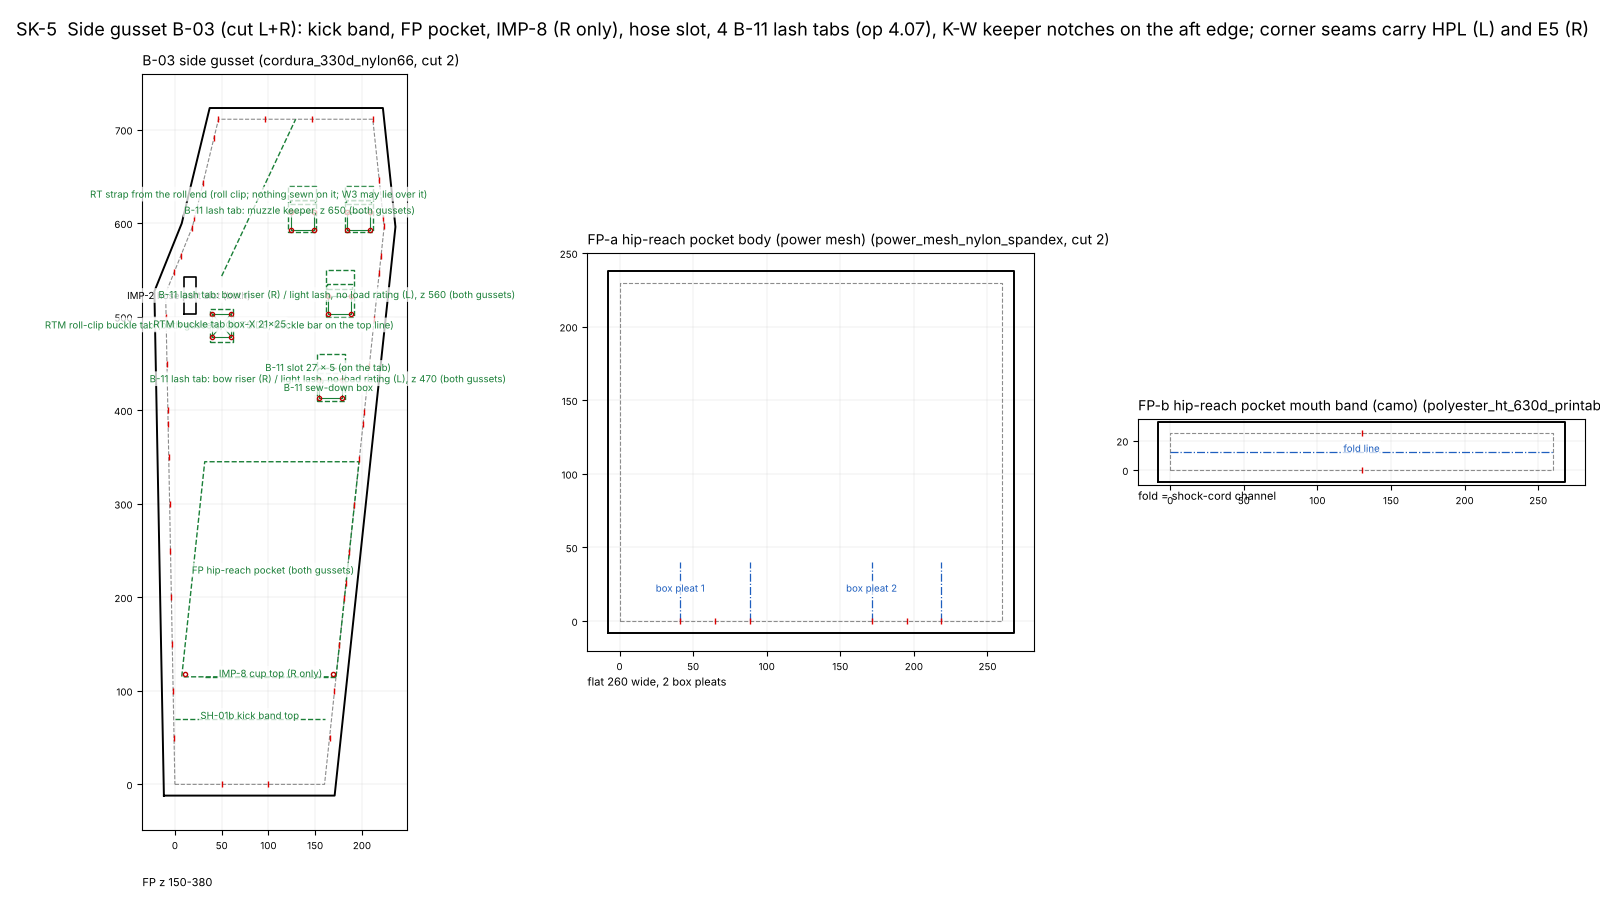 SK-5 Side gusset B-03 (cut L+R): kick band, FP pocket, IMP-8 (R only), hose slot, 4 B-11 lash tabs (op 4.07), K-W keeper notches on the aft edge; corner seams carry HPL (L) and E5 (R)
B-03 side gusset (cordura_330d_nylon66, cut 2)
700
600
500
400
300
200
100
0
RT strap from the roll end (roll clip; nothing sewn on it; W3 may lie over it)
B-11 lash tab: muzzle keeper, z 650 (both gussets)
IMP-2
B-11 lash tab: bow riser (R) / light lash, no load rating (L), z 560 (both gussets)
RTM roll-clip buckle tab
RTM buckle tab box-X 21×25
buckle bar on the top line)
B-11 slot 27 × 5 (on the tab)
B-11 lash tab: bow riser (R) / light lash, no load rating (L), z 470 (both gussets)
B-11 sew-down box
FP hip-reach pocket (both gussets)
IMP-8 cup top (R only)
SH-01b kick band top
0 50 100 150 200
FP z 150-380
FP-a hip-reach pocket body (power mesh) (power_mesh_nylon_spandex, cut 2)
250
200
150
100
50
0
box pleat 1
box pleat 2
0 50 100 150 200 250
flat 260 wide, 2 box pleats
FP-b hip-reach pocket mouth band (camo) (polyester_ht_630d_printab
20
0
fold line
0 50 100 150 200 250
fold = shock-cord channel